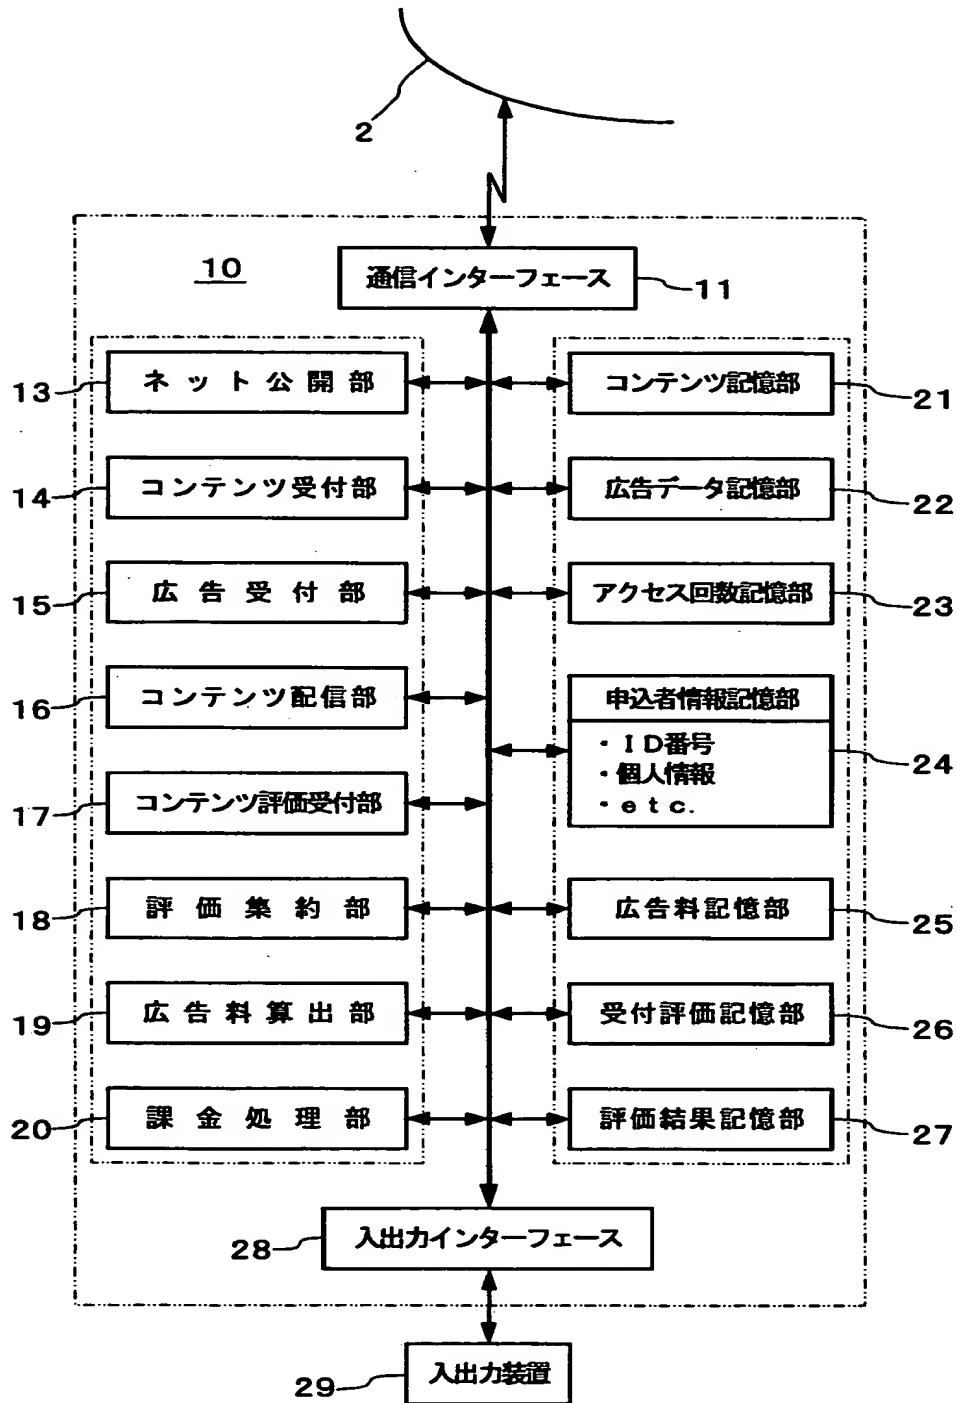 2
10
通信インターフェース
11
13
ネット公開部
コンテンツ記憶部
21
14
コンテンツ受付部
広告データ記憶部
22
15
広告受付部
アクセス回数記憶部
23
16
コンテンツ配信部
申込者情報記憶部
・ID番号
・個人情報
・etc.
24
17
コンテンツ評価受付部
18
評価集約部
広告料記憶部
25
19
広告料算出部
受付評価記憶部
26
20
課金処理部
評価結果記憶部
27
28
入出力インターフェース
29
入出力装置